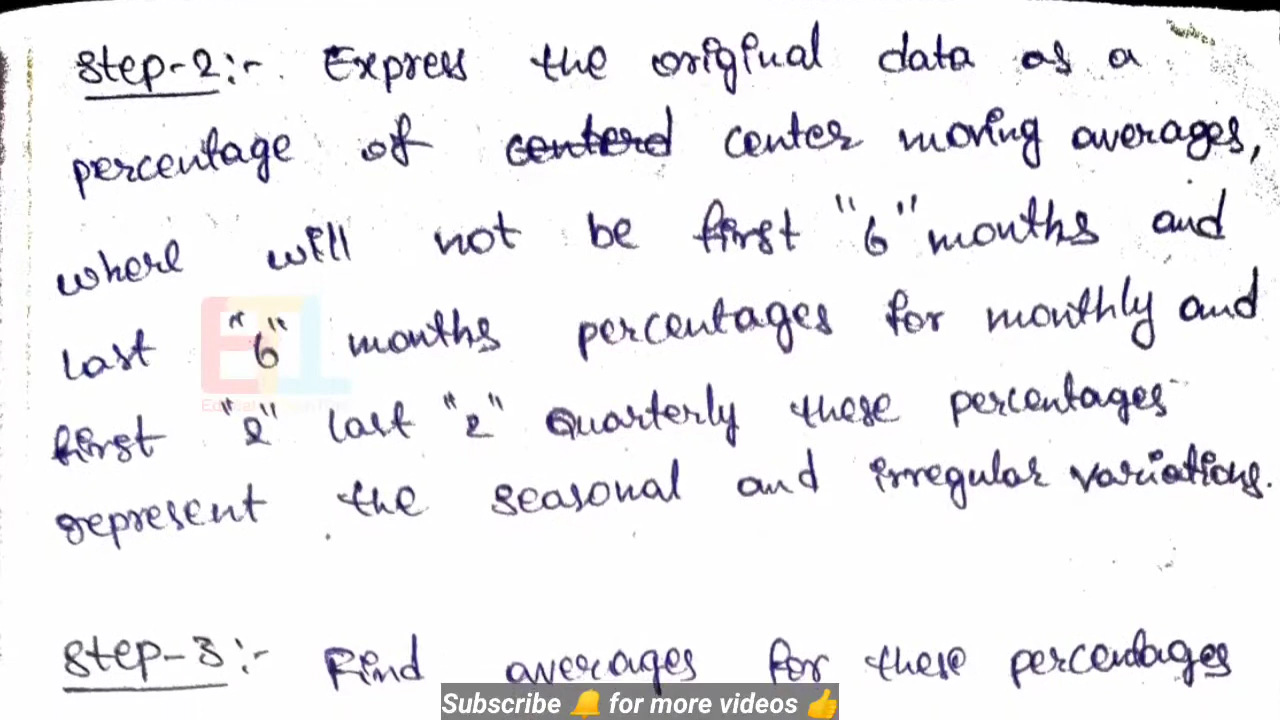 Step-2:- Express the original data as a
percentage of centerd center moving averages,
where will not be first "6" months and
last "6" months percentages for monthly and
first "2" last "2" Quarterly these percentages
represent the seasonal and irregular variations.
Step-3:- Find averages for these percentages
Subscribe 🔔 for more videos 👍